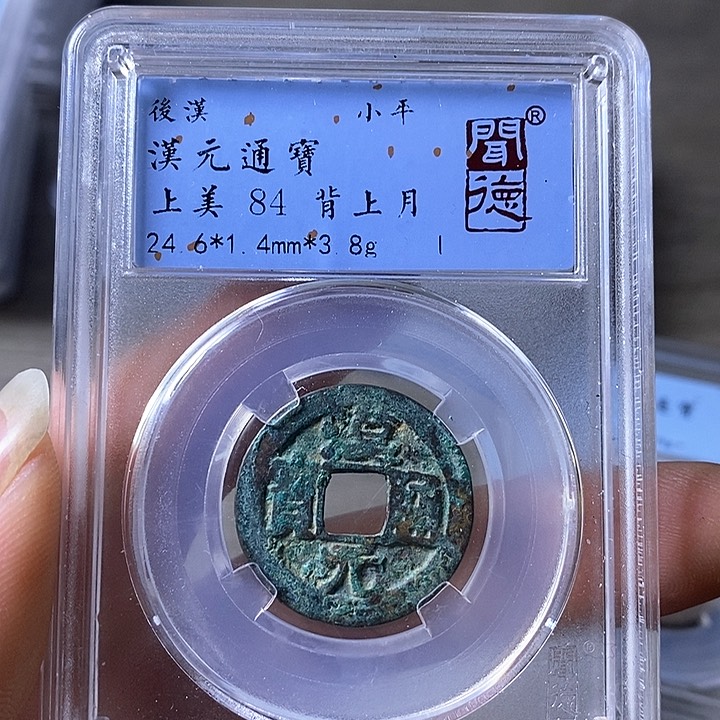 後漢 小平
漢元通寶
上美 84 背上月
24.6*1.4mm*3.8g I
聞德®
元